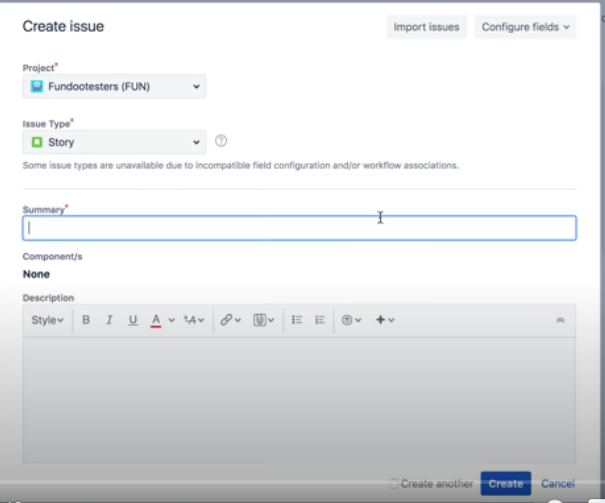 Create issue
Import issues
Configure fields
Project*
Fundootesters (FUN)
Issue Type*
Story
Some issue types are unavailable due to incompatible field configuration and/or workflow associations.
Summary*
Component/s
None
Description
Style B I U A A
Create another Create Cancel